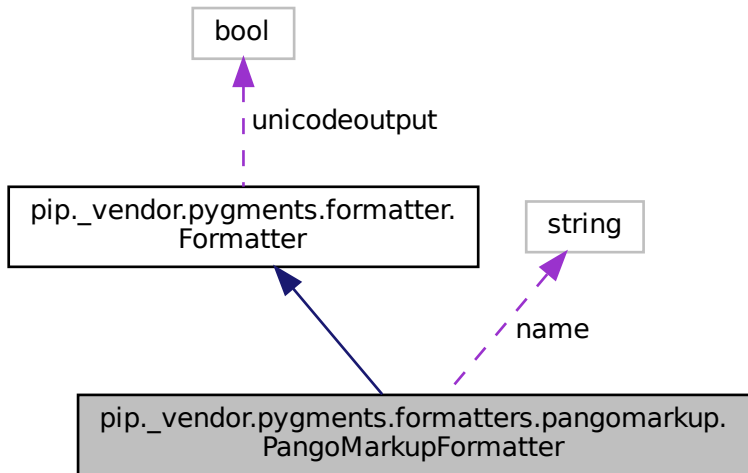 bool
unicodeoutput
pip._vendor.pygments.formatter.
Formatter
string
name
pip._vendor.pygments.formatters.pangomarkup.
PangoMarkupFormatter